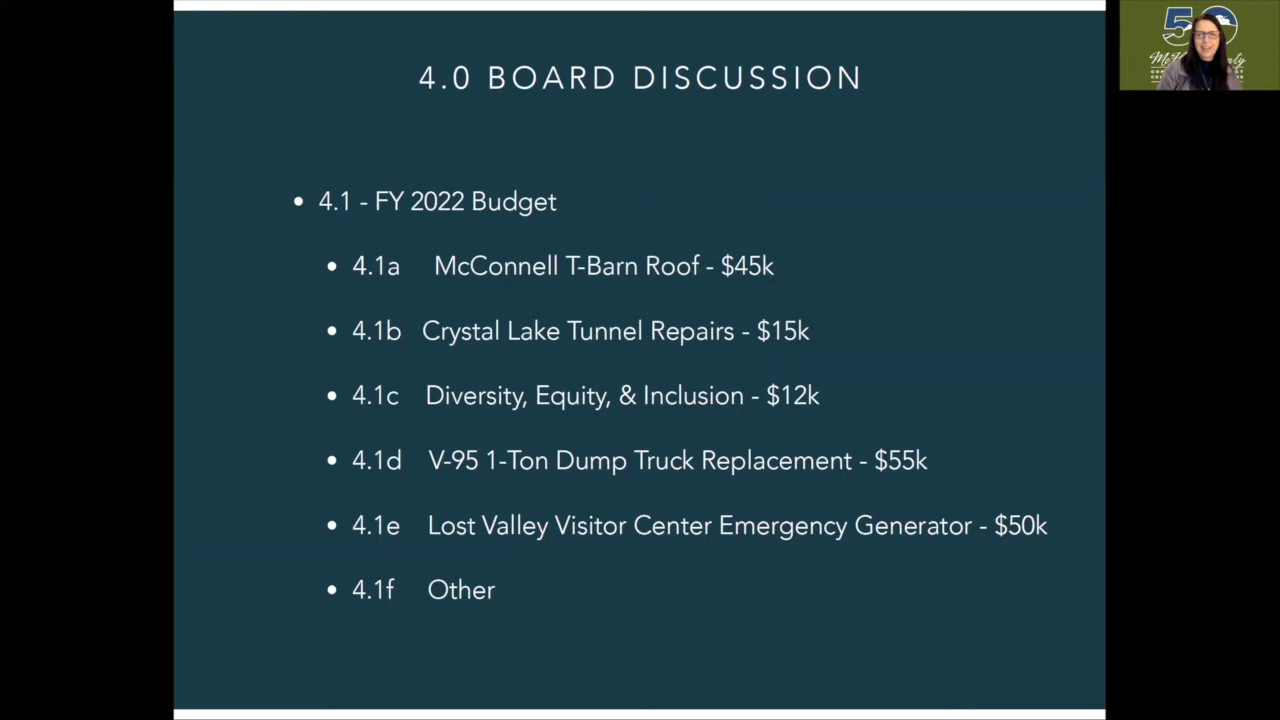 4.0 BOARD DISCUSSION
50
• 4.1 - FY 2022 Budget
• 4.1a McConnell T-Barn Roof - $45k
• 4.1b Crystal Lake Tunnel Repairs - $15k
• 4.1c Diversity, Equity, & Inclusion - $12k
• 4.1d V-95 1-Ton Dump Truck Replacement - $55k
• 4.1e Lost Valley Visitor Center Emergency Generator - $50k
• 4.1f Other